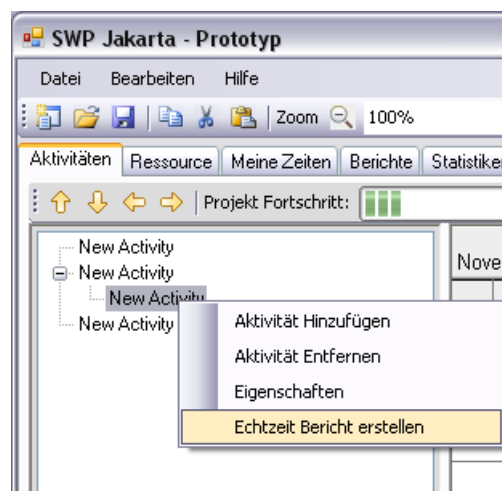 SWP Jakarta - Prototyp
Datei Bearbeiten Hilfe
Zoom 100%
Aktivitäten Ressource Meine Zeiten Berichte
Projekt Fortschritt:
New Activity
New Activity
New Activity
New Activity
Aktivität Hinzufügen
Aktivität Entfernen
Eigenschaften
Echtzeit Bericht erstellen